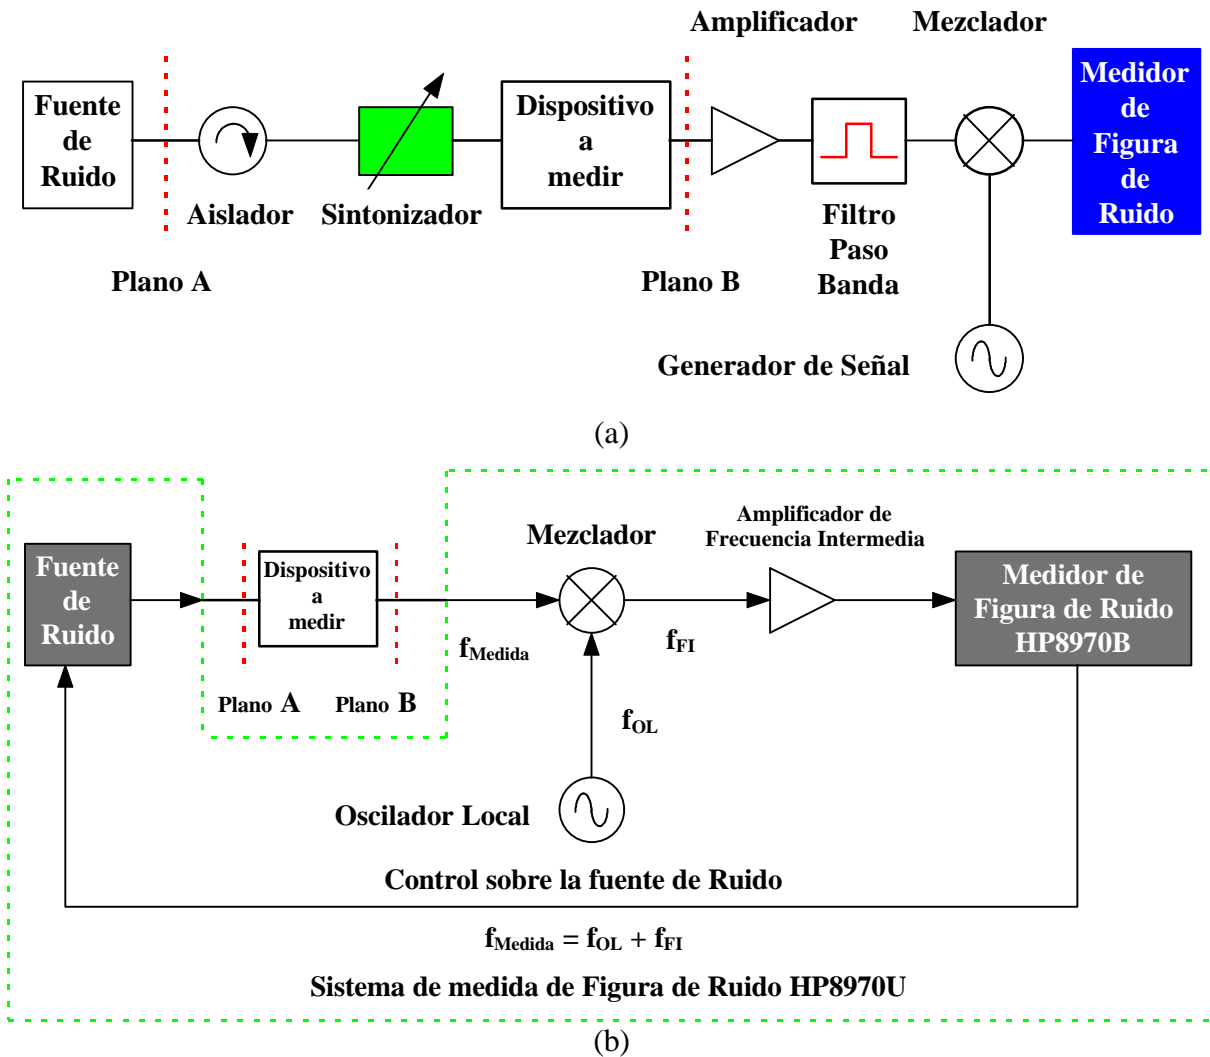 Amplificador
Mezclador
Fuente
de
Ruido
Aislador
Sintonizador
Dispositivo
a
medir
Filtro
Paso
Banda
Medidor
de
Figura
de
Ruido
Plano A
Plano B
Generador de Señal
(a)
Fuente
de
Ruido
Dispositivo
a
medir
Plano A
Plano B
fMedida
Mezclador
fFI
fOL
Oscilador Local
Amplificador de
Frecuencia Intermedia
Medidor de
Figura de Ruido
HP8970B
Control sobre la fuente de Ruido
fMedida = fOL + fFI
Sistema de medida de Figura de Ruido HP8970U
(b)